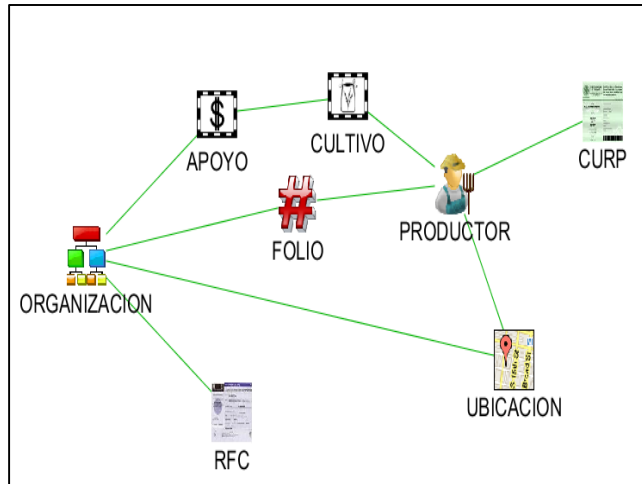 APOYO
CULTIVO
CURP
$
#
FOLIO
PRODUCTOR
ORGANIZACION
UBICACION
RFC